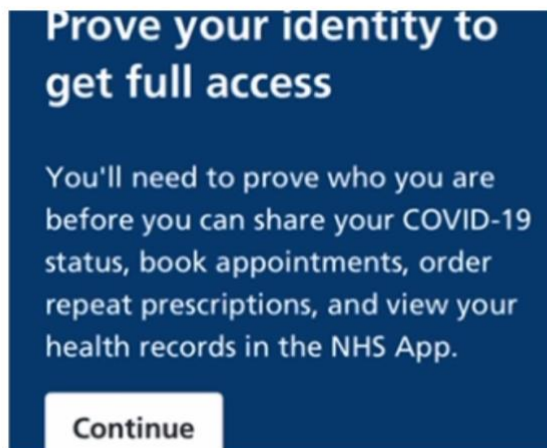 Prove your identity to
get full access
You'll need to prove who you are
before you can share your COVID-19
status, book appointments, order
repeat prescriptions, and view your
health records in the NHS App.
Continue